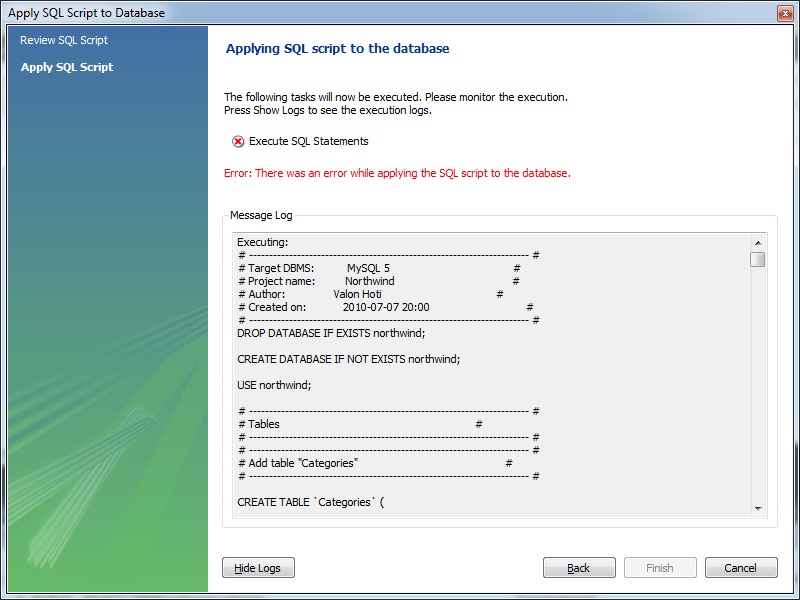 Apply SQL Script to Database
Review SQL Script
Apply SQL Script
Applying SQL script to the database
The following tasks will now be executed. Please monitor the execution.
Press Show Logs to see the execution logs.
Execute SQL Statements
Error: There was an error while applying the SQL script to the database.
Message Log
Executing:
# ---------------------------------------------------------------------- #
# Target DBMS: MySQL 5 #
# Project name: Northwind #
# Author: Valon Hoti #
# Created on: 2010-07-07 20:00 #
# ---------------------------------------------------------------------- #
DROP DATABASE IF EXISTS northwind;
CREATE DATABASE IF NOT EXISTS northwind;
USE northwind;
# ---------------------------------------------------------------------- #
# Tables #
# ---------------------------------------------------------------------- #
# ---------------------------------------------------------------------- #
# Add table "Categories" #
# ---------------------------------------------------------------------- #
CREATE TABLE `Categories` (
Hide Logs
Back
Finish
Cancel